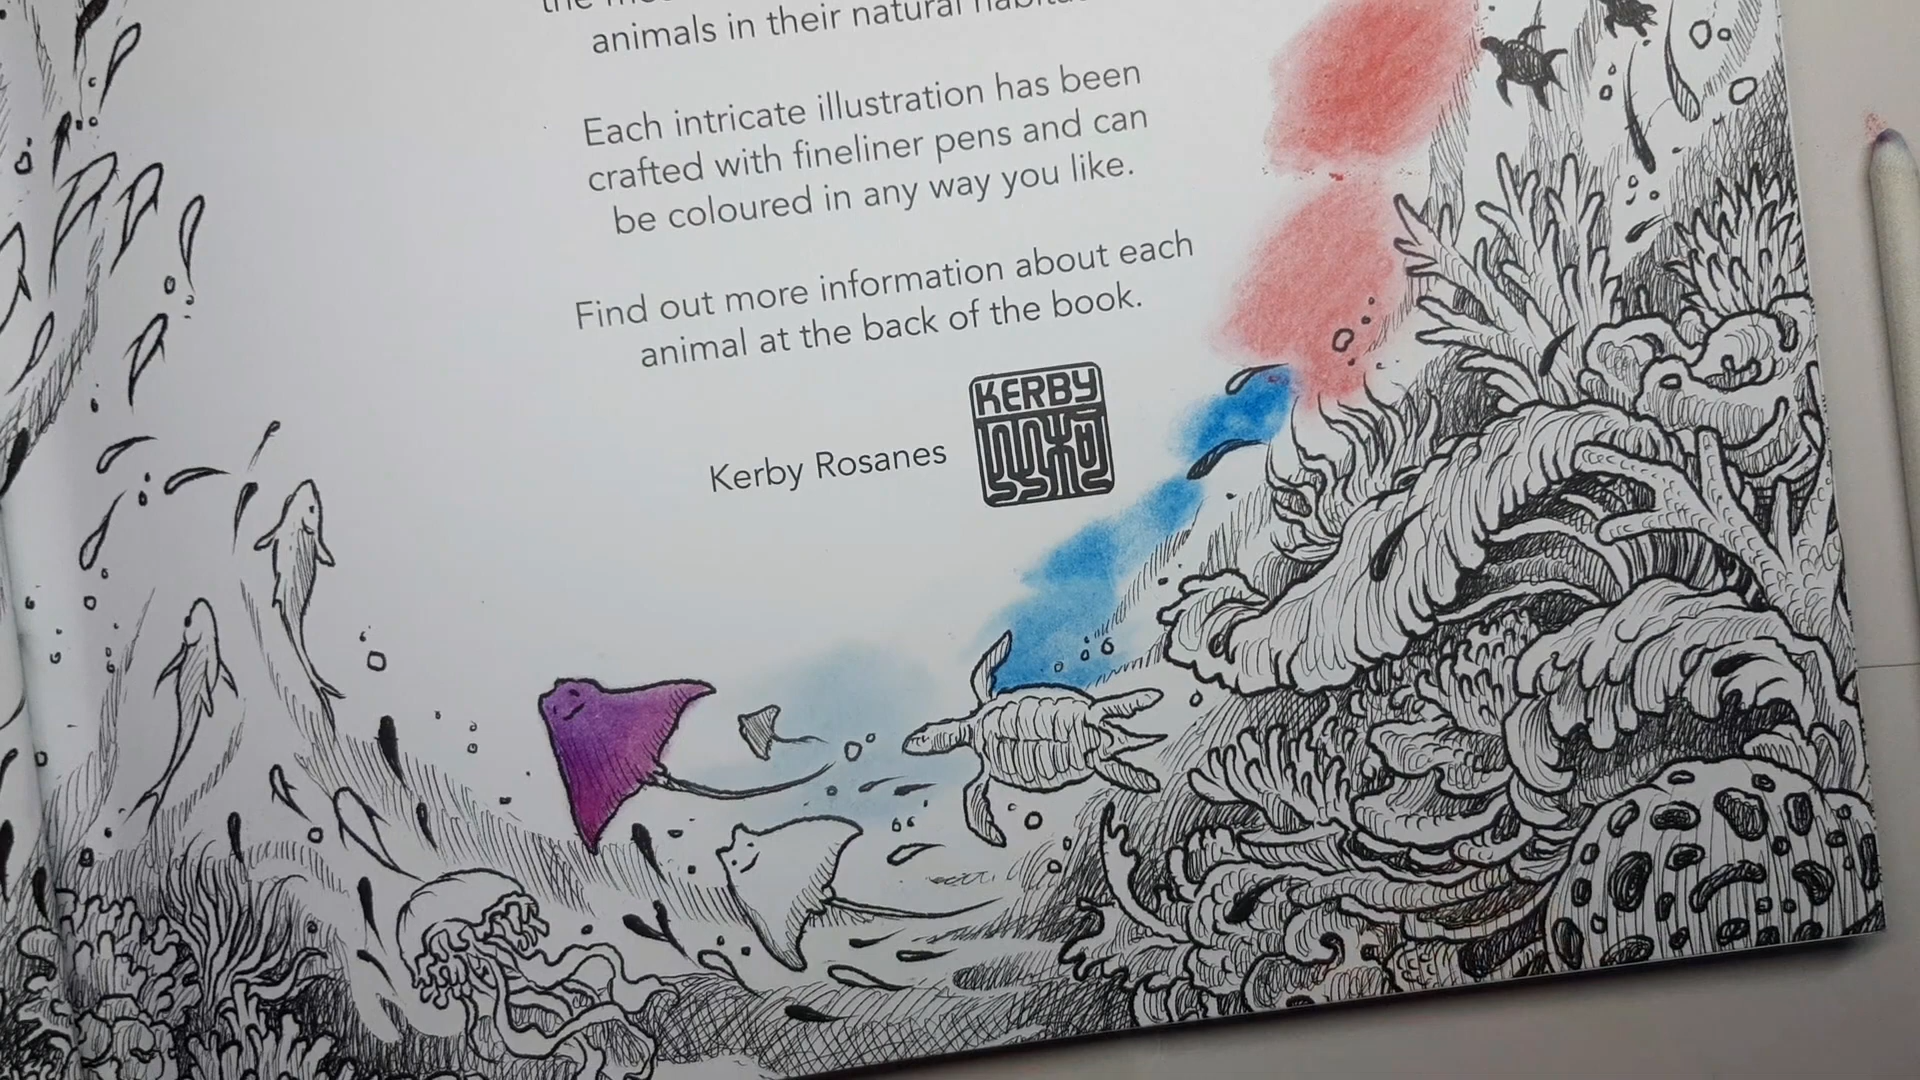 animals in their natural
Each intricate illustration has been
crafted with fineliner pens and can
be coloured in any way you like.
Find out more information about each
animal at the back of the book.
Kerby Rosanes
KERBY